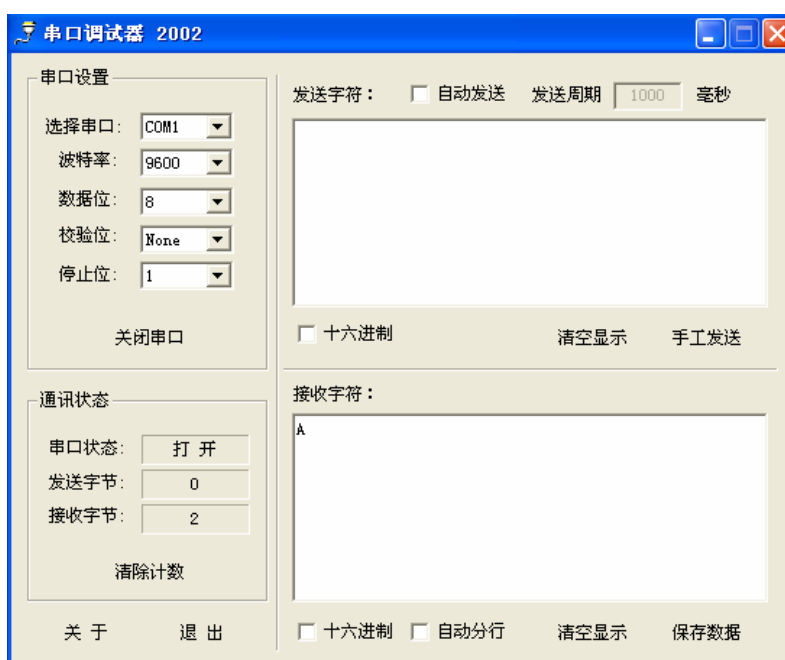 串口调试器 2002
串口设置
选择串口: COM1
波特率: 9600
数据位: 8
校验位: None
停止位: 1
关闭串口
通讯状态
串口状态: 打 开
发送字节: 0
接收字节: 2
清除计数
关 于 退 出
发送字符: 自动发送 发送周期 1000 毫秒
十六进制 清空显示 手工发送
接收字符:
A
十六进制 自动分行 清空显示 保存数据